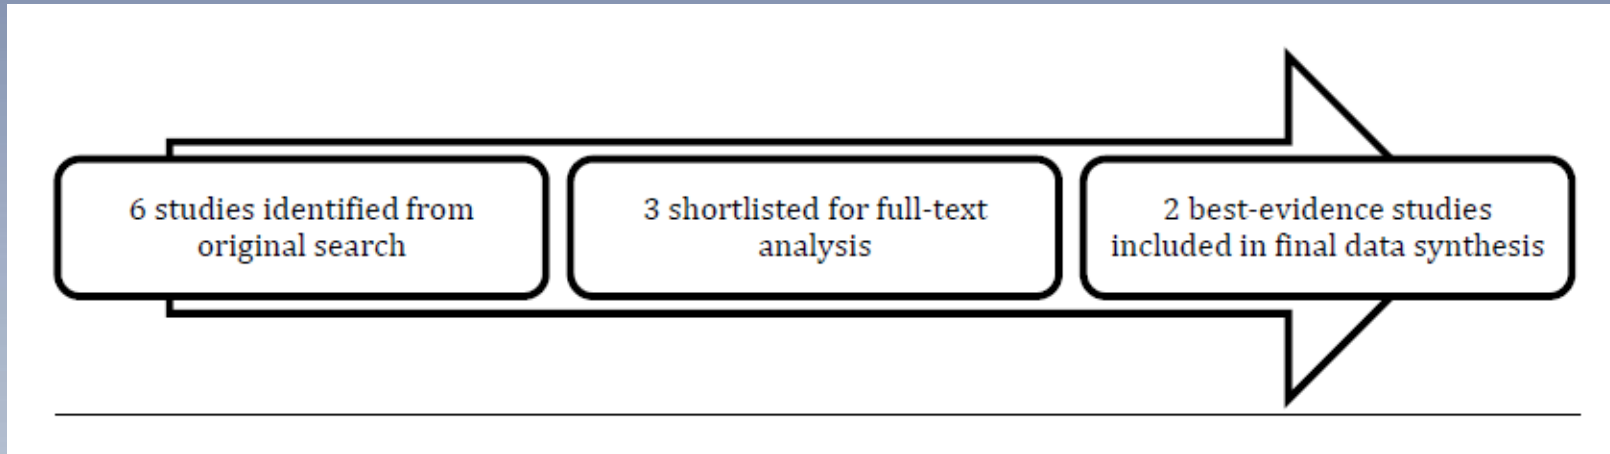 6 studies identified from
original search
3 shortlisted for full-text
analysis
2 best-evidence studies
included in final data synthesis